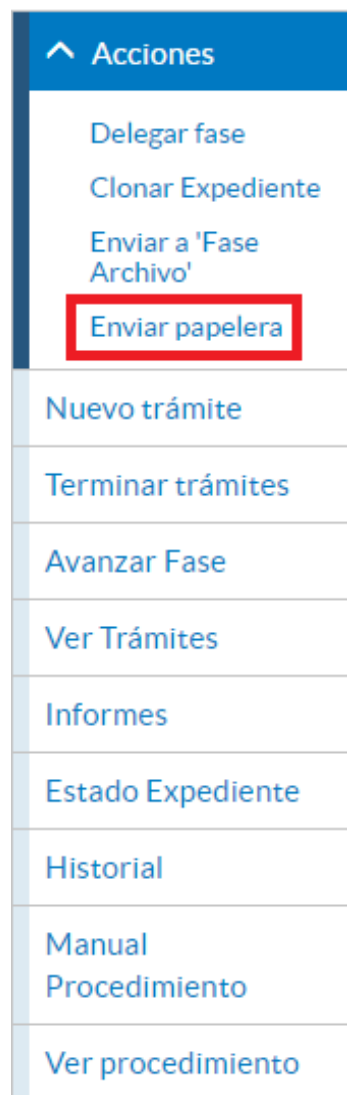 Acciones
Delegar fase
Clonar Expediente
Enviar a 'Fase
Archivo'
Enviar papelera
Nuevo trámite
Terminar trámites
Avanzar Fase
Ver Trámites
Informes
Estado Expediente
Historial
Manual
Procedimiento
Ver procedimiento